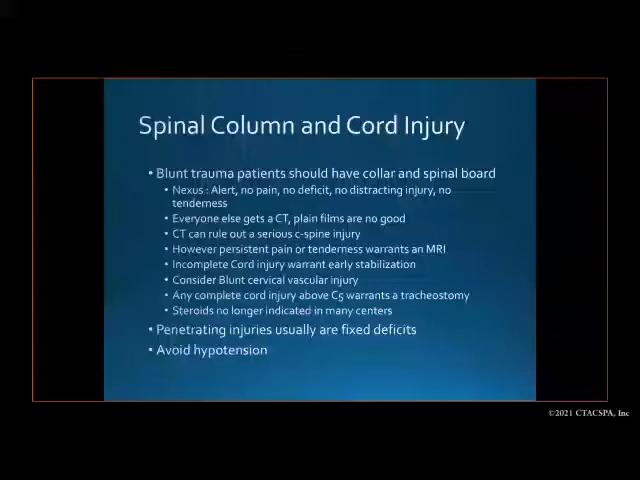 Spinal Column and Cord Injury
• Blunt trauma patients should have collar and spinal board
• Nexus : Alert, no pain, no deficit, no distracting injury, no
tenderness
• Everyone else gets a CT, plain films are no good
• CT can rule out a serious c-spine injury
• However persistent pain or tenderness warrants an MRI
• Incomplete Cord injury warrant early stabilization
• Consider Blunt cervical vascular injury
• Any complete cord injury above C5 warrants a tracheostomy
• Steroids no longer indicated in many centers
• Penetrating injuries usually are fixed deficits
• Avoid hypotension
©2021 CTACSPA, Inc